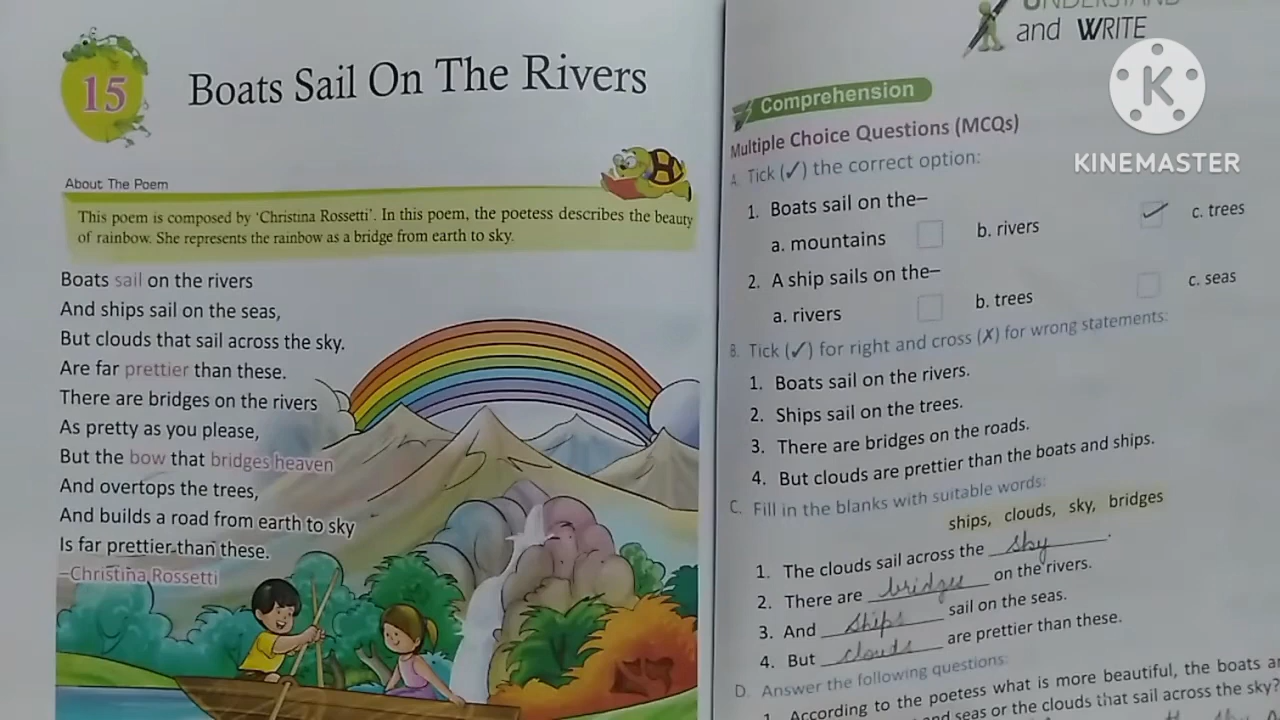 15
Boats Sail On The Rivers
About The Poem
This poem is composed by 'Christina Rossetti'. In this poem, the poetess describes the beauty
of rainbow. She represents the rainbow as a bridge from earth to sky.
Boats sail on the rivers
And ships sail on the seas,
But clouds that sail across the sky.
Are far prettier than these.
There are bridges on the rivers
As pretty as you please,
But the bow that bridges heaven
And overtops the trees,
And builds a road from earth to sky
Is far prettier than these.
–Christina Rossetti
UNDERSTAND
and WRITE
KINEMASTER
Comprehension
Multiple Choice Questions (MCQs)
A. Tick (✓) the correct option:
1. Boats sail on the–
a. mountains b. rivers ✓ c. trees
2. A ship sails on the–
a. rivers b. trees c. seas
B. Tick (✓) for right and cross (✗) for wrong statements:
1. Boats sail on the rivers.
2. Ships sail on the trees.
3. There are bridges on the roads.
4. But clouds are prettier than the boats and ships.
C. Fill in the blanks with suitable words:
ships, clouds, sky, bridges
1. The clouds sail across the sky.
2. There are bridges on the rivers.
3. And ships sail on the seas.
4. But clouds are prettier than these.
D. Answer the following questions:
1. According to the poetess what is more beautiful, the boats
and seas or the clouds that sail across the sky?